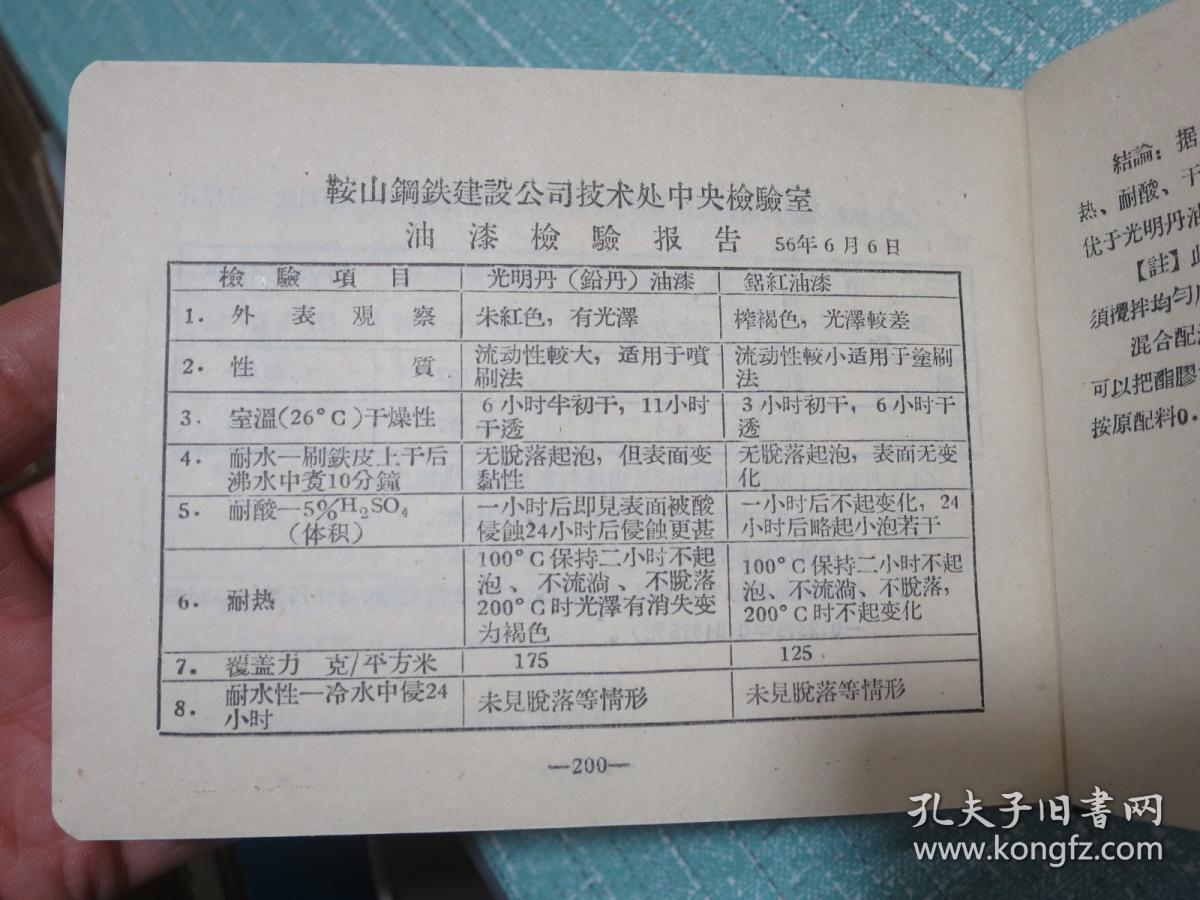 鞍山鋼鉄建設公司技术处中央檢驗室
油漆檢驗报告 56年6月6日
檢驗項目 光明丹（鉛丹）油漆 鋁紅油漆
1. 外表观察 朱紅色，有光澤 榨褐色，光澤較差
2. 性質 流动性較大，适用于噴 流动性較小适用于塗刷
刷法 法
3. 室溫(26°C)干燥性 6小时半初干，11小时 3小时初干，6小时干
干透 透
4. 耐水—刷鉄皮上干后 无脫落起泡，但表面变 无脫落起泡，表面无变
沸水中煑10分鐘 黏性 化
5. 耐酸—5%H₂SO₄ 一小时后即見表面被酸 一小时后不起变化，24
（体积） 侵蝕24小时后侵蝕更甚 小时后略起小泡若干
6. 耐热 100°C保持二小时不起 100°C保持二小时不起
泡、不流淌、不脫落 泡、不流淌、不脫落，
200°C时光澤有消失变 200°C时不起变化
为褐色
7. 覆盖力 克/平方米 175 125
8. 耐水性—冷水中侵24 未見脫落等情形 未見脫落等情形
小时
—200—
結論：据
热、耐酸、干
优于光明丹油
【註】
須攪拌均勻
混合配
可以把酯膠
按原配料0.
孔夫子旧书网
www.kongfz.com